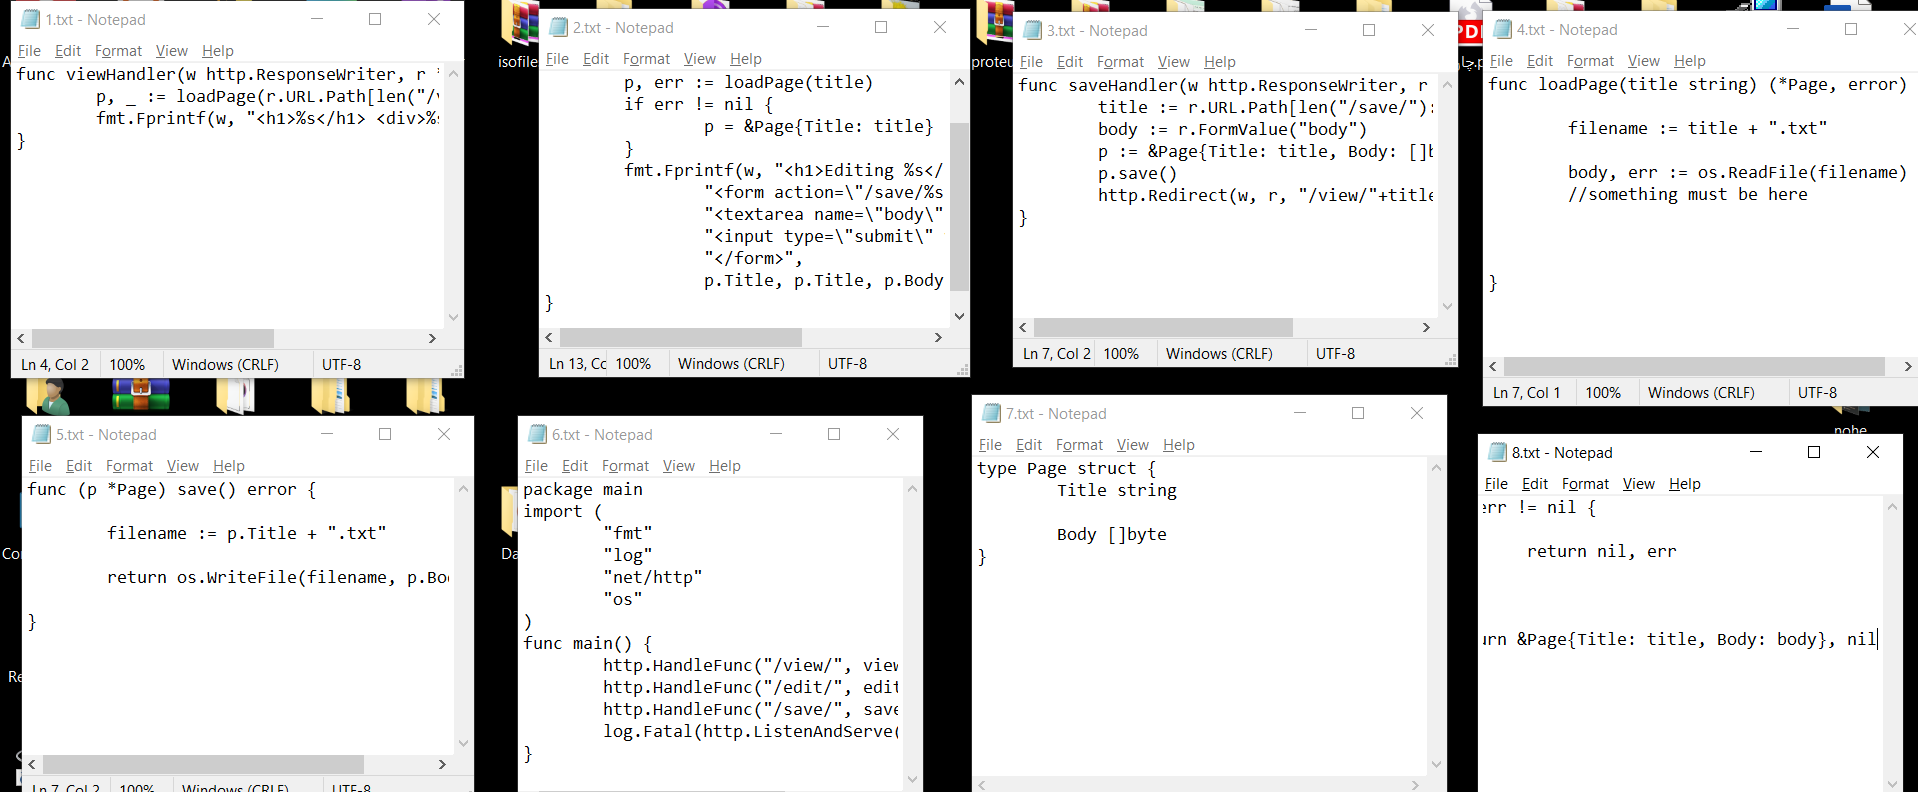 1.txt - Notepad
File Edit Format View Help
func viewHandler(w http.ResponseWriter, r *
p, _ := loadPage(r.URL.Path[len("/v
fmt.Fprintf(w, "<h1>%s</h1> <div>%s
}
Ln 4, Col 2 100% Windows (CRLF) UTF-8
isofile
2.txt - Notepad
File Edit Format View Help
p, err := loadPage(title)
if err != nil {
p = &Page{Title: title}
}
fmt.Fprintf(w, "<h1>Editing %s</
"<form action=\"/save/%s
"<textarea name=\"body\"
"<input type=\"submit\"
"</form>",
p.Title, p.Title, p.Body
}
Ln 13, Cc 100% Windows (CRLF) UTF-8
proteu
3.txt - Notepad
File Edit Format View Help
func saveHandler(w http.ResponseWriter, r
title := r.URL.Path[len("/save/"):
body := r.FormValue("body")
p := &Page{Title: title, Body: []b
p.save()
http.Redirect(w, r, "/view/"+title
}
Ln 7, Col 2 100% Windows (CRLF) UTF-8
PDF
4.txt - Notepad
File Edit Format View Help
func loadPage(title string) (*Page, error)
filename := title + ".txt"
body, err := os.ReadFile(filename)
//something must be here
}
Ln 7, Col 1 100% Windows (CRLF) UTF-8
5.txt - Notepad
File Edit Format View Help
func (p *Page) save() error {
filename := p.Title + ".txt"
return os.WriteFile(filename, p.Bo
}
Ln 7, Col 2 100% Windows (CRLF) UTF-8
Co
Re
Da
6.txt - Notepad
File Edit Format View Help
package main
import (
"fmt"
"log"
"net/http"
"os"
)
func main() {
http.HandleFunc("/view/", view
http.HandleFunc("/edit/", edit
http.HandleFunc("/save/", save
log.Fatal(http.ListenAndServe(
}
7.txt - Notepad
File Edit Format View Help
type Page struct {
Title string
Body []byte
}
nohe
8.txt - Notepad
File Edit Format View Help
err != nil {
return nil, err
urn &Page{Title: title, Body: body}, nil